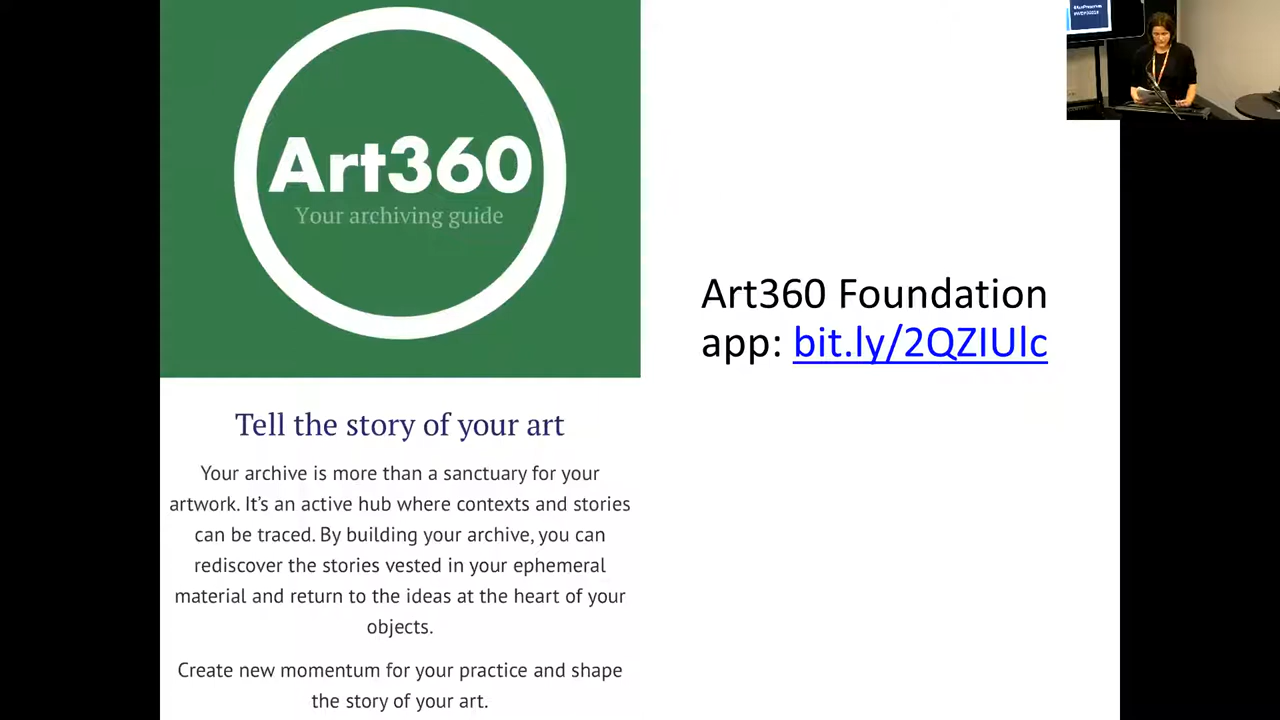 Art360
Your archiving guide
Tell the story of your art
Your archive is more than a sanctuary for your
artwork. It’s an active hub where contexts and stories
can be traced. By building your archive, you can
rediscover the stories vested in your ephemeral
material and return to the ideas at the heart of your
objects.
Create new momentum for your practice and shape
the story of your art.
Art360 Foundation
app: bit.ly/2QZIUlc